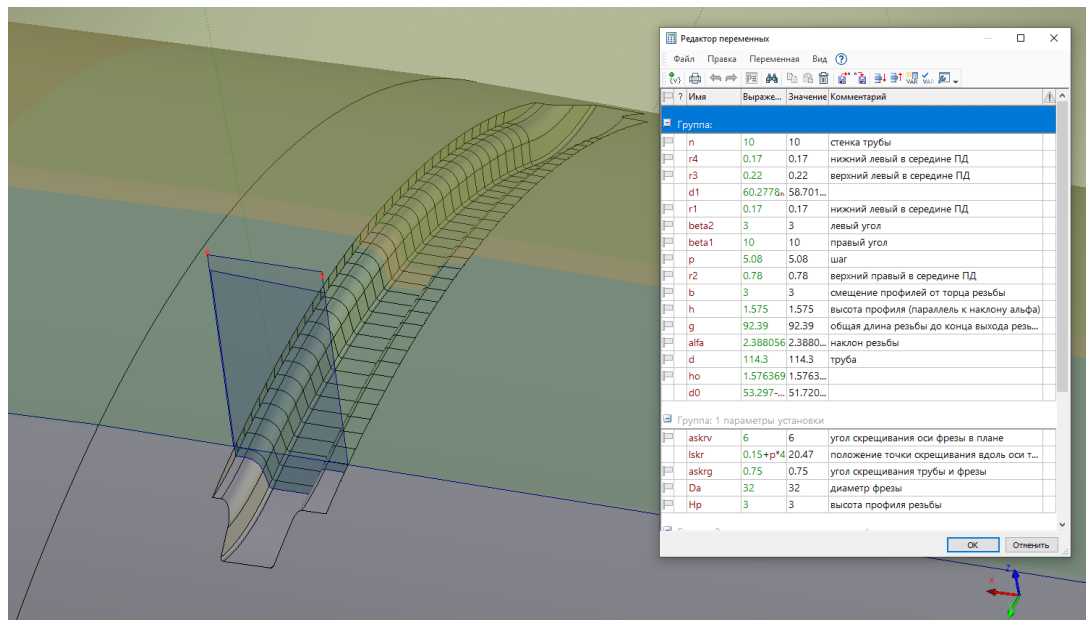 Редактор переменных
Файл Правка Переменная Вид ?
? Имя Выраже... Значение Комментарий
Группа:
n 10 10 стенка трубы
r4 0.17 0.17 нижний левый в середине ПД
r3 0.22 0.22 верхний левый в середине ПД
d1 60.2778 58.701...
r1 0.17 0.17 нижний левый в середине ПД
beta2 3 3 левый угол
beta1 10 10 правый угол
p 5.08 5.08 шаг
r2 0.78 0.78 верхний правый в середине ПД
b 3 3 смещение профилей от торца резьбы
h 1.575 1.575 высота профиля (параллель к наклону альфа)
g 92.39 92.39 общая длина резьбы до конца выхода резь...
alfa 2.388056 2.3880... наклон резьбы
d 114.3 114.3 труба
ho 1.576369 1.5763...
d0 53.297-... 51.720...
Группа: 1 параметры установки
askrv 6 6 угол скрещивания оси фрезы в плане
lskr 0.15+p*4 20.47 положение точки скрещивания вдоль оси т...
askrg 0.75 0.75 угол скрещивания трубы и фрезы
Da 32 32 диаметр фрезы
Hp 3 3 высота профиля резьбы
OK Отменить
Z
X